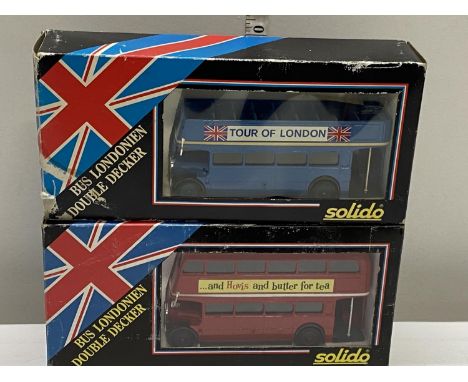 0
BUS LONDONIEN
DOUBLE DECKER
TOUR OF LONDON
solido
BUS LONDONIEN
DOUBLE DECKER
...and Hovis and butter for tea
solido